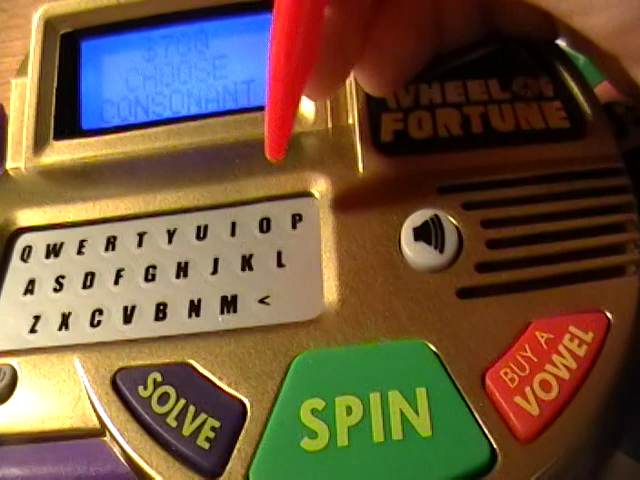 $700
CHOOSE
CONSONANT
WHEEL OF
FORTUNE
Q W E R T Y U I O P
A S D F G H J K L
Z X C V B N M <
SOLVE
SPIN
BUY A
VOWEL